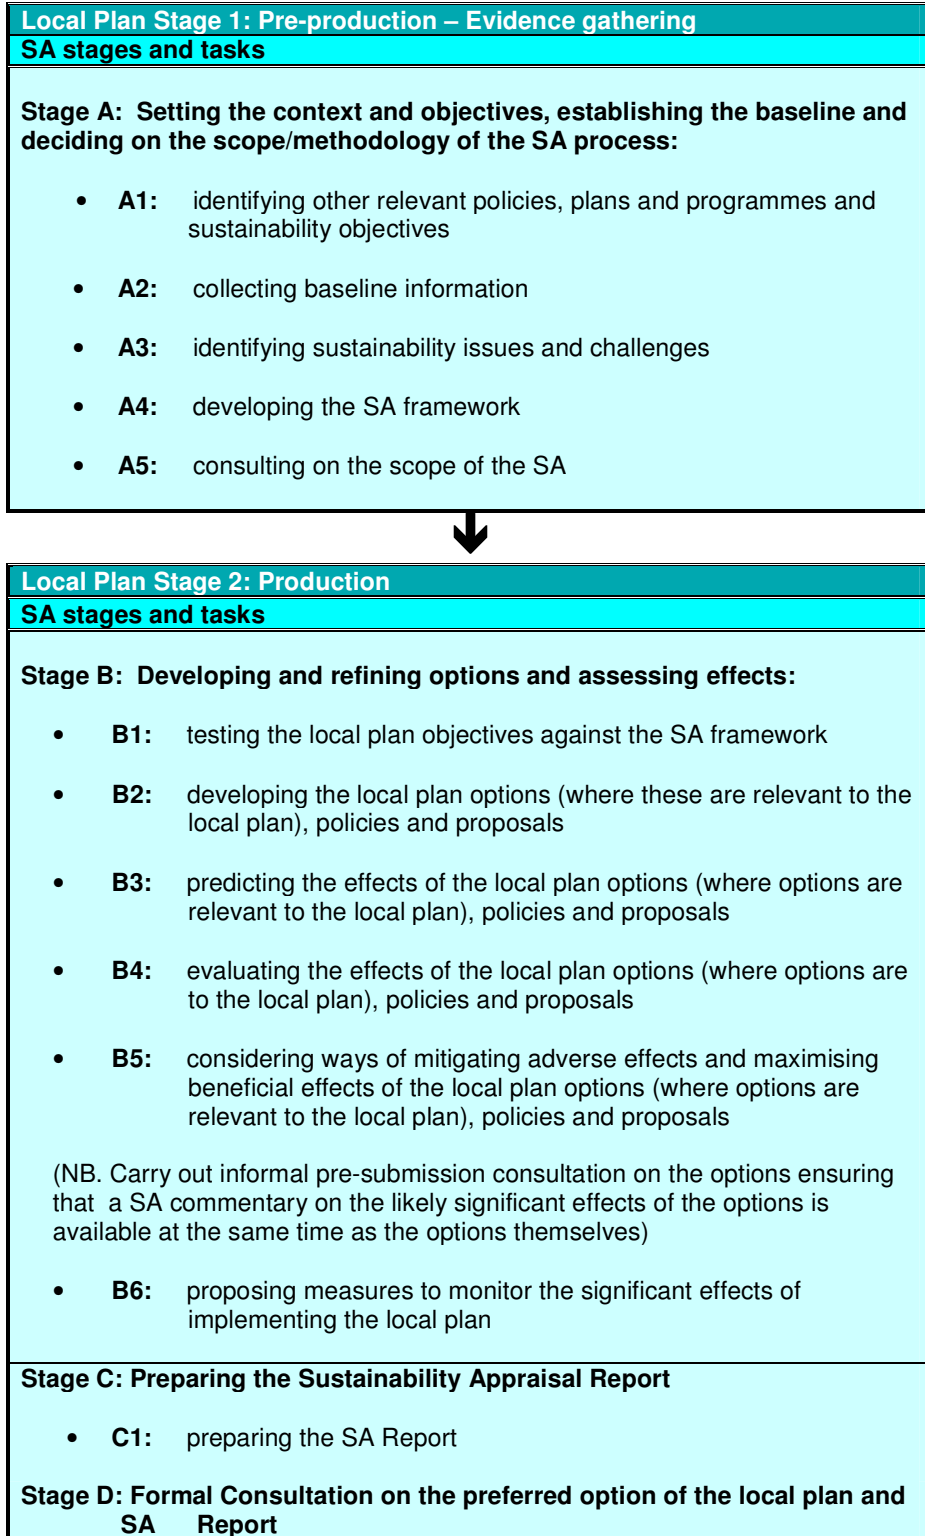 Local Plan Stage 1: Pre-production – Evidence gathering
SA stages and tasks
Stage A: Setting the context and objectives, establishing the baseline and
deciding on the scope/methodology of the SA process:
• A1: identifying other relevant policies, plans and programmes and
sustainability objectives
• A2: collecting baseline information
• A3: identifying sustainability issues and challenges
• A4: developing the SA framework
• A5: consulting on the scope of the SA
Local Plan Stage 2: Production
SA stages and tasks
Stage B: Developing and refining options and assessing effects:
• B1: testing the local plan objectives against the SA framework
• B2: developing the local plan options (where these are relevant to the
local plan), policies and proposals
• B3: predicting the effects of the local plan options (where options are
relevant to the local plan), policies and proposals
• B4: evaluating the effects of the local plan options (where options are
to the local plan), policies and proposals
• B5: considering ways of mitigating adverse effects and maximising
beneficial effects of the local plan options (where options are
relevant to the local plan), policies and proposals
(NB. Carry out informal pre-submission consultation on the options ensuring
that a SA commentary on the likely significant effects of the options is
available at the same time as the options themselves)
• B6: proposing measures to monitor the significant effects of
implementing the local plan
Stage C: Preparing the Sustainability Appraisal Report
• C1: preparing the SA Report
Stage D: Formal Consultation on the preferred option of the local plan and
SA Report